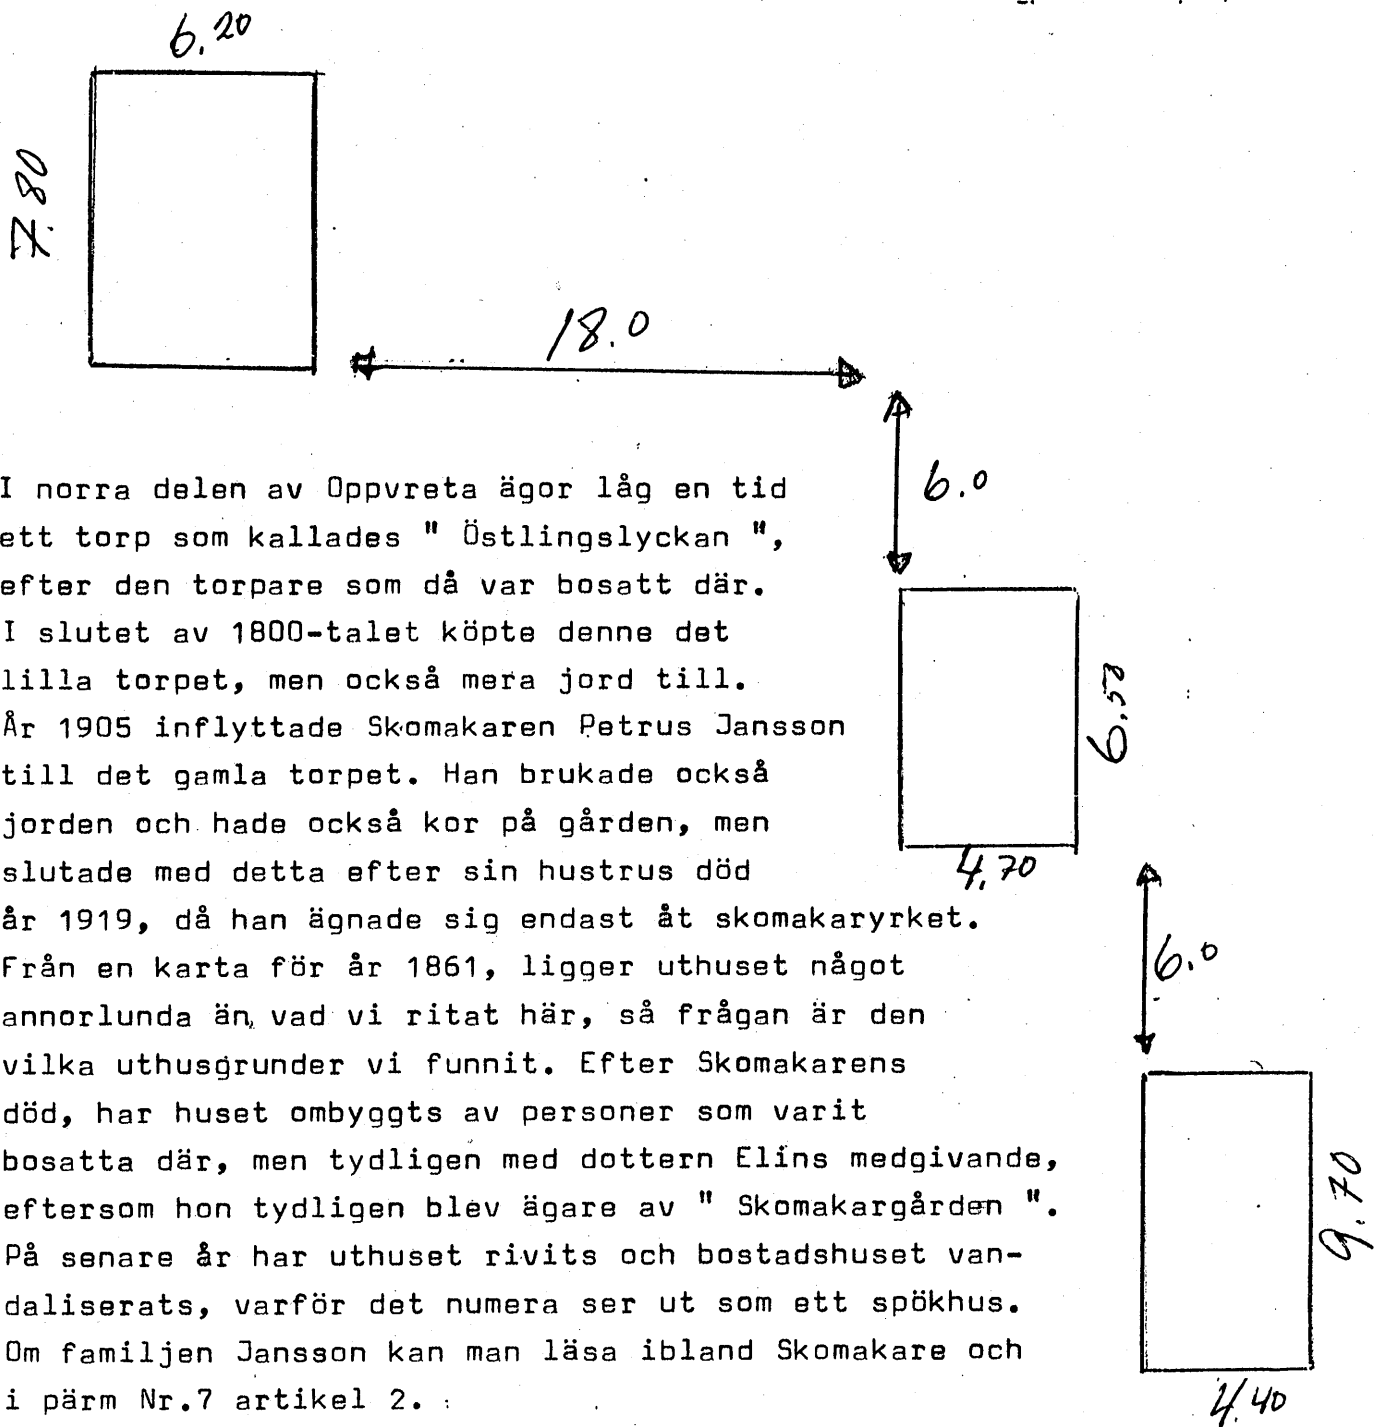 6.20
7.80
18.0
6.0
I norra delen av Oppvreta ägor låg en tid
ett torp som kallades " Östlingslyckan ",
efter den torpare som då var bosatt där.
I slutet av 1800-talet köpte denne det
lilla torpet, men också mera jord till.
År 1905 inflyttade Skomakaren Petrus Jansson
till det gamla torpet. Han brukade också
jorden och hade också kor på gården, men
slutade med detta efter sin hustrus död
år 1919, då han ägnade sig endast åt skomakaryrket.
Från en karta för år 1861, ligger uthuset något
annorlunda än vad vi ritat här, så frågan är den
vilka uthusgrunder vi funnit. Efter Skomakarens
död, har huset ombyggts av personer som varit
bosatta där, men tydligen med dottern Elins medgivande,
eftersom hon tydligen blev ägare av " Skomakargården ".
På senare år har uthuset rivits och bostadshuset van-
daliserats, varför det numera ser ut som ett spökhus.
Om familjen Jansson kan man läsa ibland Skomakare och
i pärm Nr.7 artikel 2.
6.50
4.70
6.0
9.70
4.40